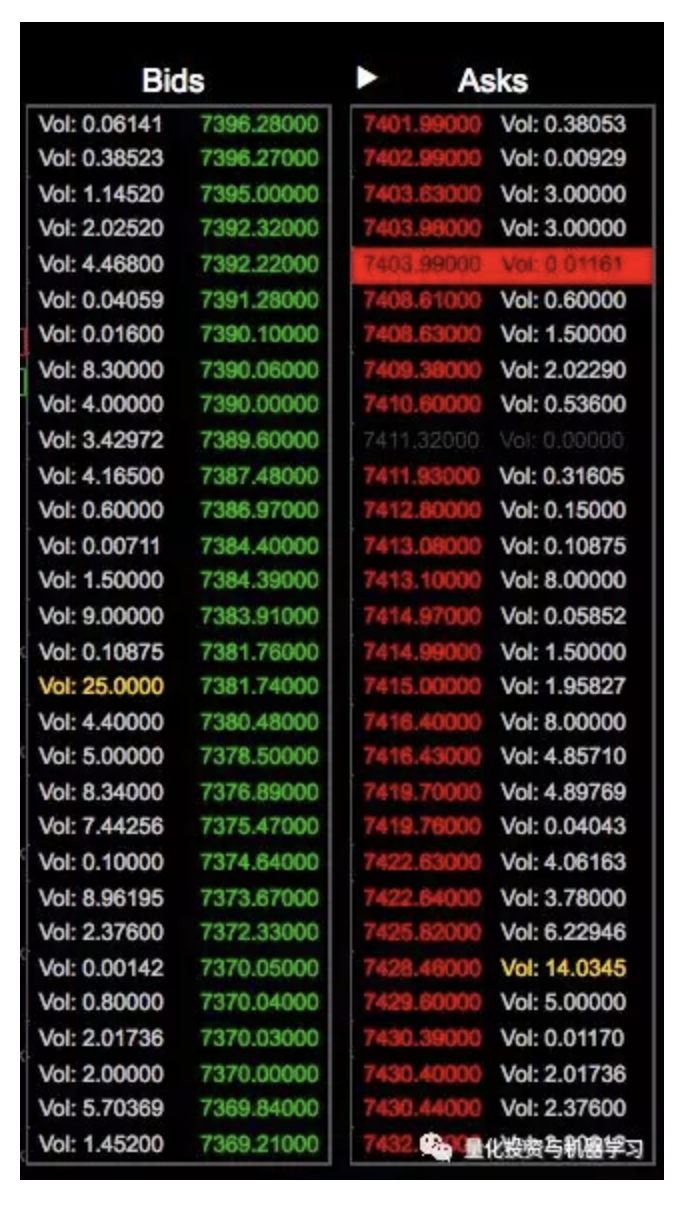 Bids ▶ Asks
Vol: 0.06141 7396.28000 7401.99000 Vol: 0.38053
Vol: 0.38523 7396.27000 7402.99000 Vol: 0.00929
Vol: 1.14520 7395.00000 7403.63000 Vol: 3.00000
Vol: 2.02520 7392.32000 7403.98000 Vol: 3.00000
Vol: 4.46800 7392.22000 7403.99000 Vol: 0.01161
Vol: 0.04059 7391.28000 7408.61000 Vol: 0.60000
Vol: 0.01600 7390.10000 7408.63000 Vol: 1.50000
Vol: 8.30000 7390.06000 7409.38000 Vol: 2.02290
Vol: 4.00000 7390.00000 7410.60000 Vol: 0.53600
Vol: 3.42972 7389.60000 7411.32000 Vol: 0.00000
Vol: 4.16500 7387.48000 7411.93000 Vol: 0.31605
Vol: 0.60000 7386.97000 7412.80000 Vol: 0.15000
Vol: 0.00711 7384.40000 7413.08000 Vol: 0.10875
Vol: 1.50000 7384.39000 7413.10000 Vol: 8.00000
Vol: 9.00000 7383.91000 7414.97000 Vol: 0.05852
Vol: 0.10875 7381.76000 7414.99000 Vol: 1.50000
Vol: 25.0000 7381.74000 7415.00000 Vol: 1.95827
Vol: 4.40000 7380.48000 7416.40000 Vol: 8.00000
Vol: 5.00000 7378.50000 7416.43000 Vol: 4.85710
Vol: 8.34000 7376.89000 7419.70000 Vol: 4.89769
Vol: 7.44256 7375.47000 7419.76000 Vol: 0.04043
Vol: 0.10000 7374.64000 7422.63000 Vol: 4.06163
Vol: 8.96195 7373.67000 7422.64000 Vol: 3.78000
Vol: 2.37600 7372.33000 7425.82000 Vol: 6.22946
Vol: 0.00142 7370.05000 7428.46000 Vol: 14.0345
Vol: 0.80000 7370.04000 7429.60000 Vol: 5.00000
Vol: 2.01736 7370.03000 7430.39000 Vol: 0.01170
Vol: 2.00000 7370.00000 7430.40000 Vol: 2.01736
Vol: 5.70369 7369.84000 7430.44000 Vol: 2.37600
Vol: 1.45200 7369.21000
量化投资与机器学习